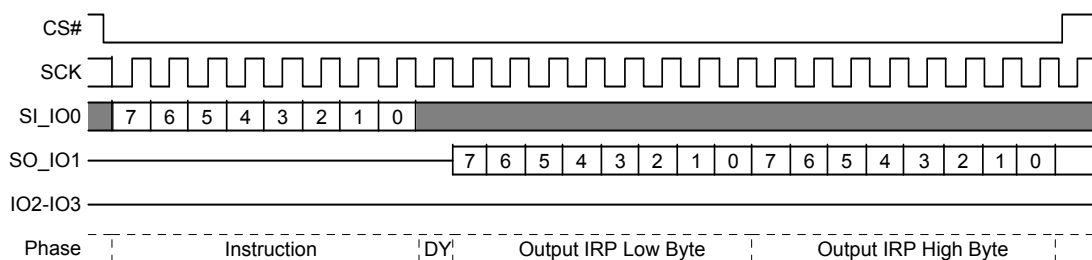 CS#
SCK
SI_IO0 7 6 5 4 3 2 1 0
SO_IO1 7 6 5 4 3 2 1 0 7 6 5 4 3 2 1 0
IO2-IO3
Phase Instruction DY Output IRP Low Byte Output IRP High Byte